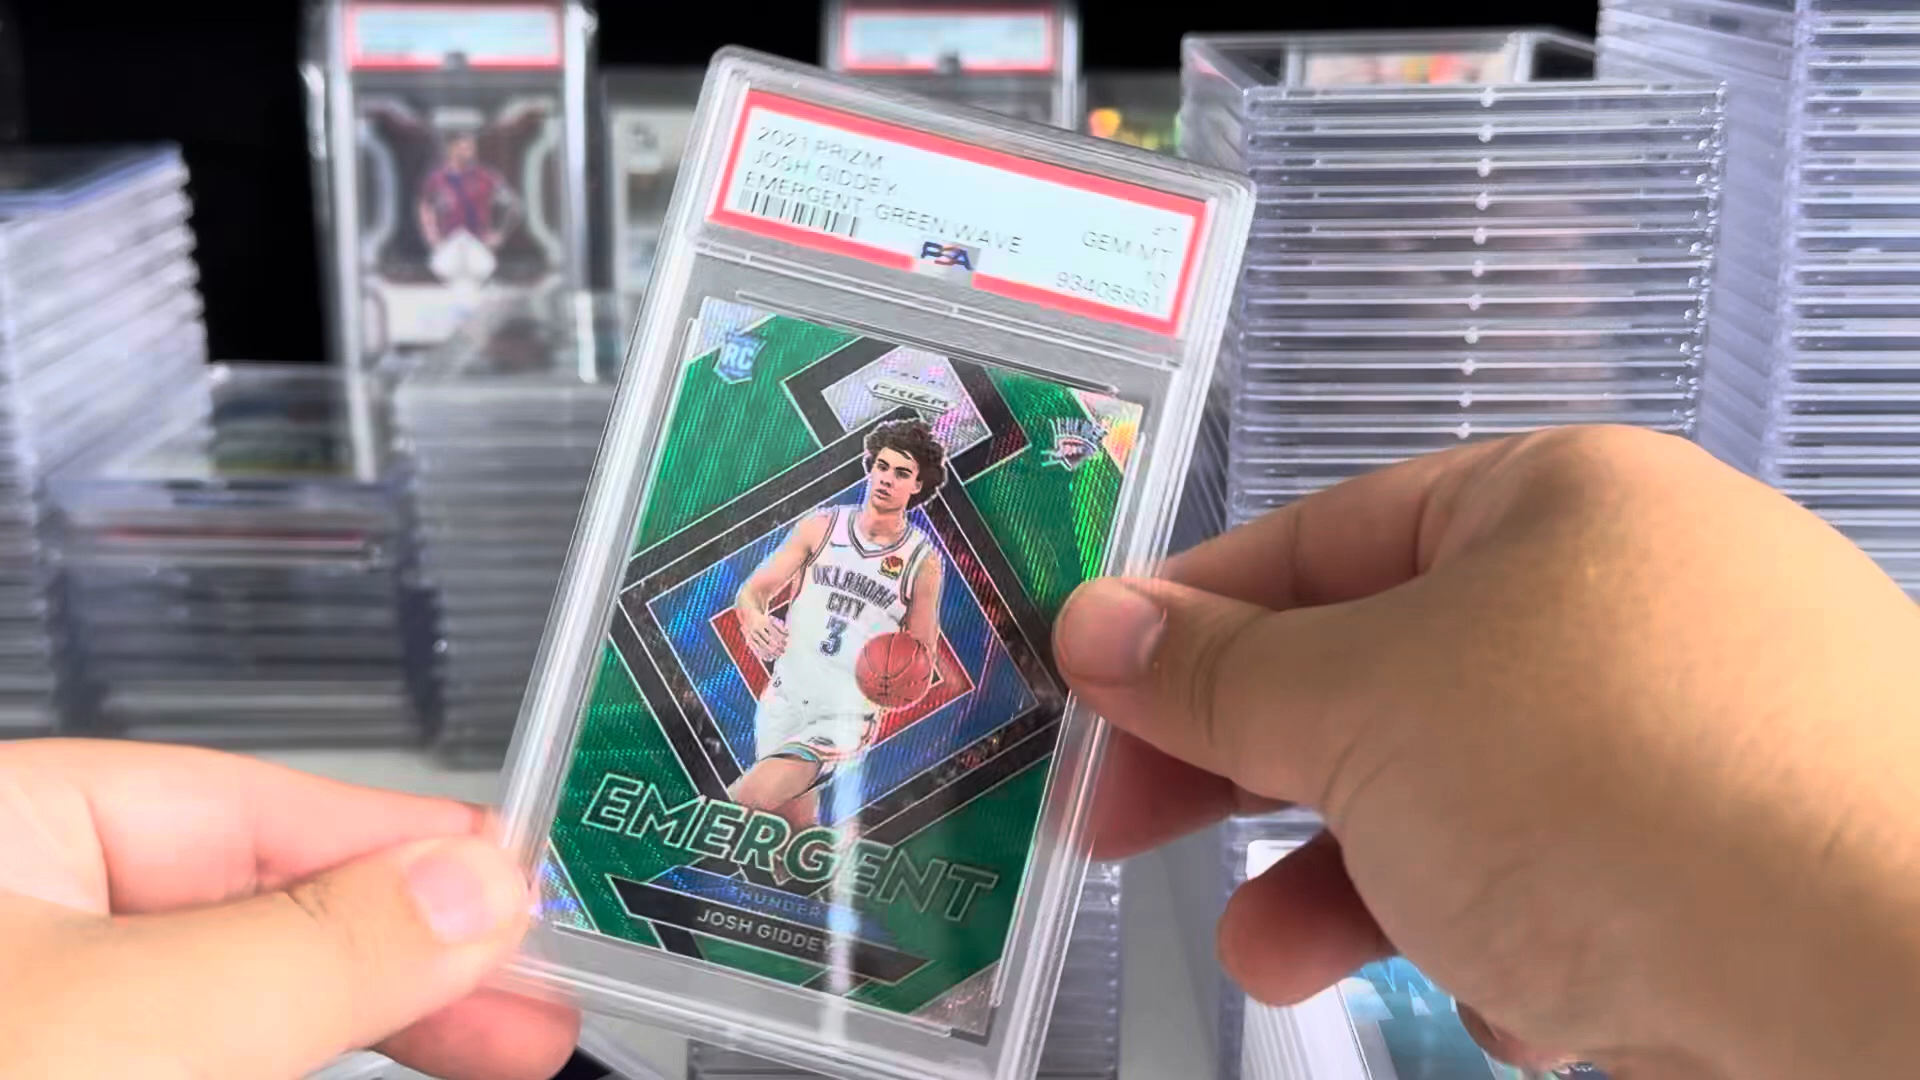 2021 PRIZM
JOSH GIDDEY
EMERGENT-GREEN WAVE
GEM MT
10
PSA
93405931
RC
PRIZM
OKLAHOMA
CITY
3
EMERGENT
THUNDER
JOSH GIDDEY